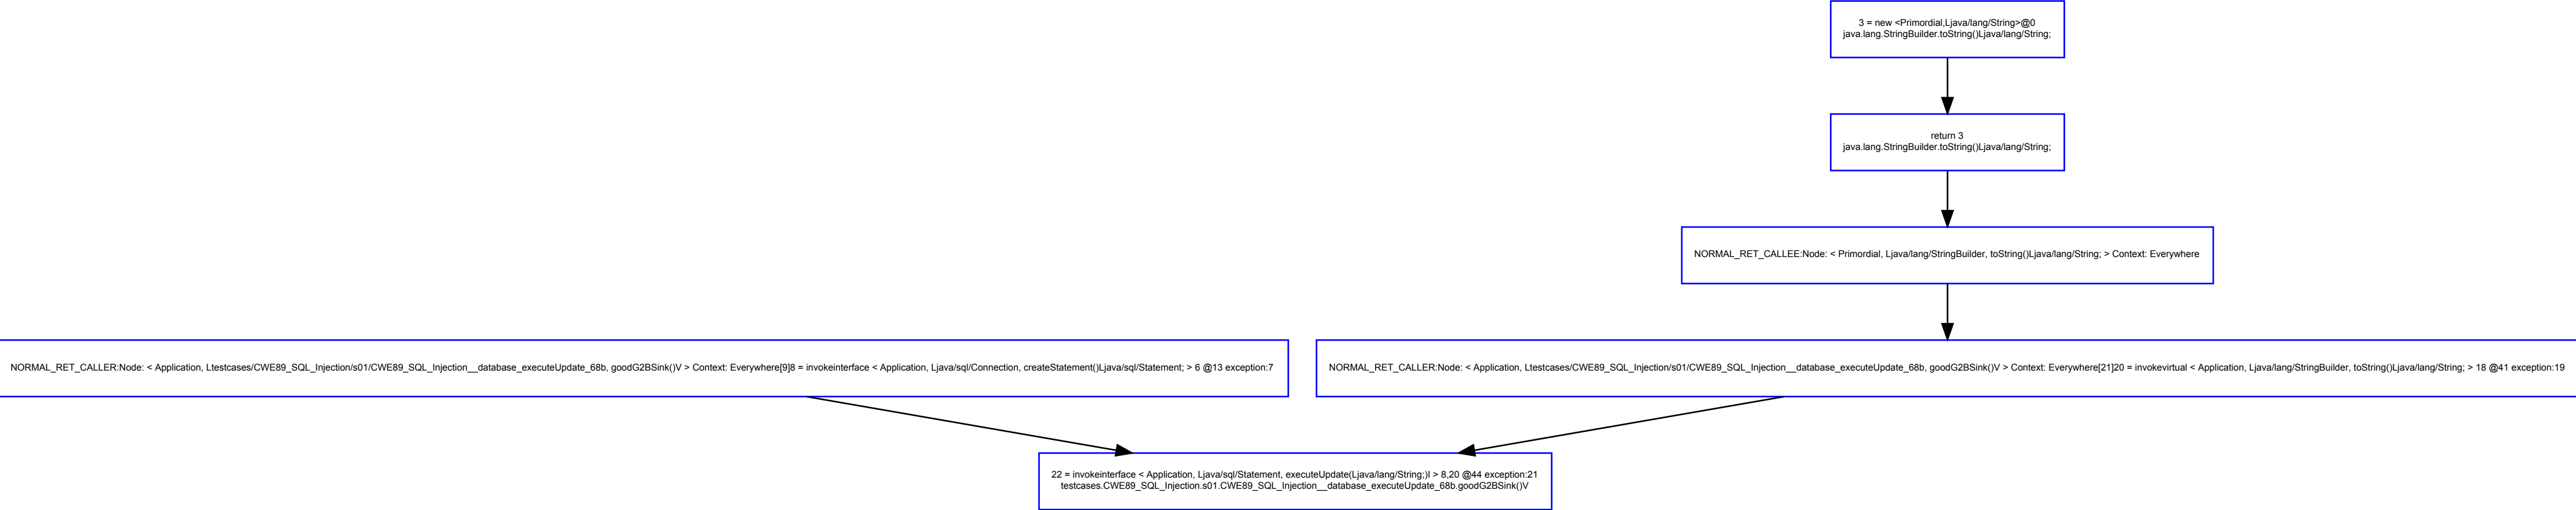 3 = new <Primordial,Ljava/lang/String>@0
java.lang.StringBuilder.toString()Ljava/lang/String;
return 3
java.lang.StringBuilder.toString()Ljava/lang/String;
NORMAL_RET_CALLEE:Node: < Primordial, Ljava/lang/StringBuilder, toString()Ljava/lang/String; > Context: Everywhere
NORMAL_RET_CALLER:Node: < Application, Ltestcases/CWE89_SQL_Injection/s01/CWE89_SQL_Injection__database_executeUpdate_68b, goodG2BSink()V > Context: Everywhere[9]8 = invokeinterface < Application, Ljava/sql/Connection, createStatement()Ljava/sql/Statement; > 6 @13 exception:7
NORMAL_RET_CALLER:Node: < Application, Ltestcases/CWE89_SQL_Injection/s01/CWE89_SQL_Injection__database_executeUpdate_68b, goodG2BSink()V > Context: Everywhere[21]20 = invokevirtual < Application, Ljava/lang/StringBuilder, toString()Ljava/lang/String; > 18 @41 exception:19
22 = invokeinterface < Application, Ljava/sql/Statement, executeUpdate(Ljava/lang/String;)I > 8,20 @44 exception:21
testcases.CWE89_SQL_Injection.s01.CWE89_SQL_Injection__database_executeUpdate_68b.goodG2BSink()V